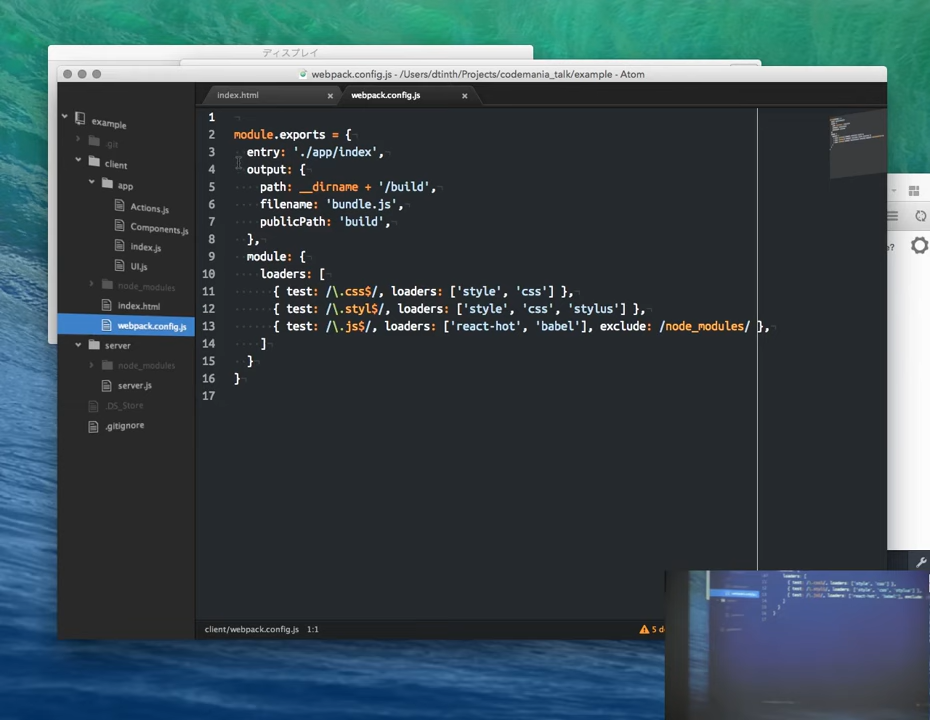 ディスプレイ
webpack.config.js - /Users/dtinth/Projects/codemania_talk/example - Atom
example
.git
client
app
Actions.js
Components.js
index.js
UI.js
node_modules
index.html
webpack.config.js
server
node_modules
server.js
.DS_Store
.gitignore
index.html ×
webpack.config.js ×
1
2 module.exports = {
3 entry: './app/index',
4 output: {
5 path: __dirname + '/build',
6 filename: 'bundle.js',
7 publicPath: 'build',
8 },
9 module: {
10 loaders: [
11 { test: /\.css$/, loaders: ['style', 'css'] },
12 { test: /\.styl$/, loaders: ['style', 'css', 'stylus'] },
13 { test: /\.js$/, loaders: ['react-hot', 'babel'], exclude: /node_modules/ },
14 ]
15 }
16 }
17
client/webpack.config.js 1:1
5 de
?